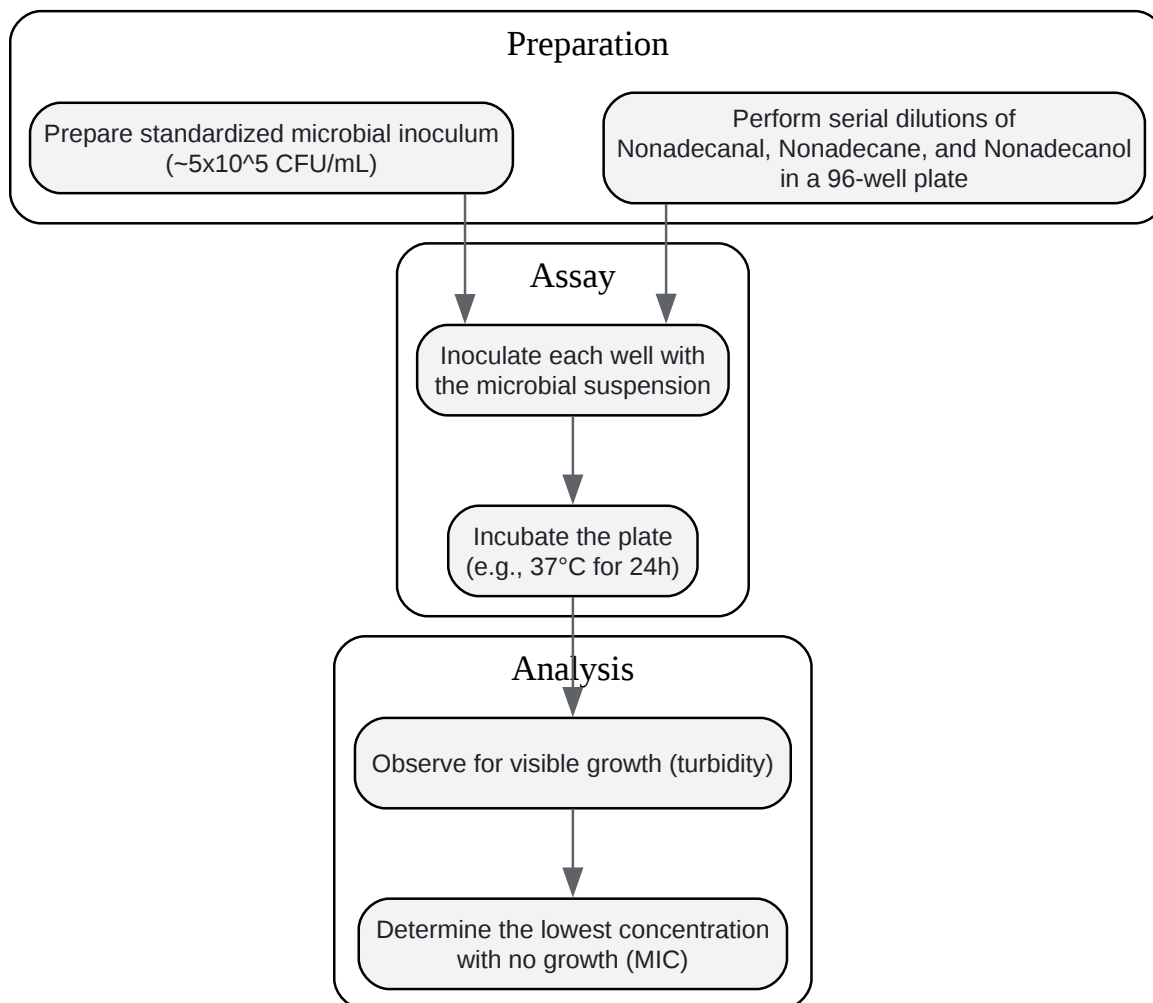 Preparation
Prepare standardized microbial inoculum
(~5x10^5 CFU/mL)
Perform serial dilutions of
Nonadecanal, Nonadecane, and Nonadecanol
in a 96-well plate
Assay
Inoculate each well with
the microbial suspension
Incubate the plate
(e.g., 37°C for 24h)
Analysis
Observe for visible growth (turbidity)
Determine the lowest concentration
with no growth (MIC)